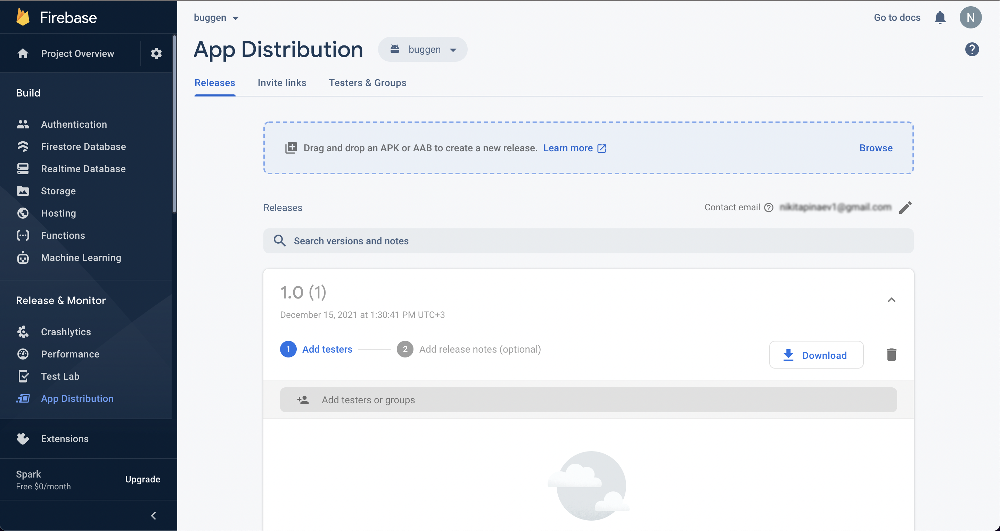 Firebase
Project Overview
Build
Authentication
Firestore Database
Realtime Database
Storage
Hosting
Functions
Machine Learning
Release & Monitor
Crashlytics
Performance
Test Lab
App Distribution
Extensions
Spark
Free $0/month
Upgrade
buggen
Go to docs
N
App Distribution
buggen
Releases
Invite links
Testers & Groups
Drag and drop an APK or AAB to create a new release. Learn more
Browse
Releases
Contact email
Search versions and notes
1.0 (1)
December 15, 2021 at 1:30:41 PM UTC+3
1 Add testers
2 Add release notes (optional)
Download
Add testers or groups